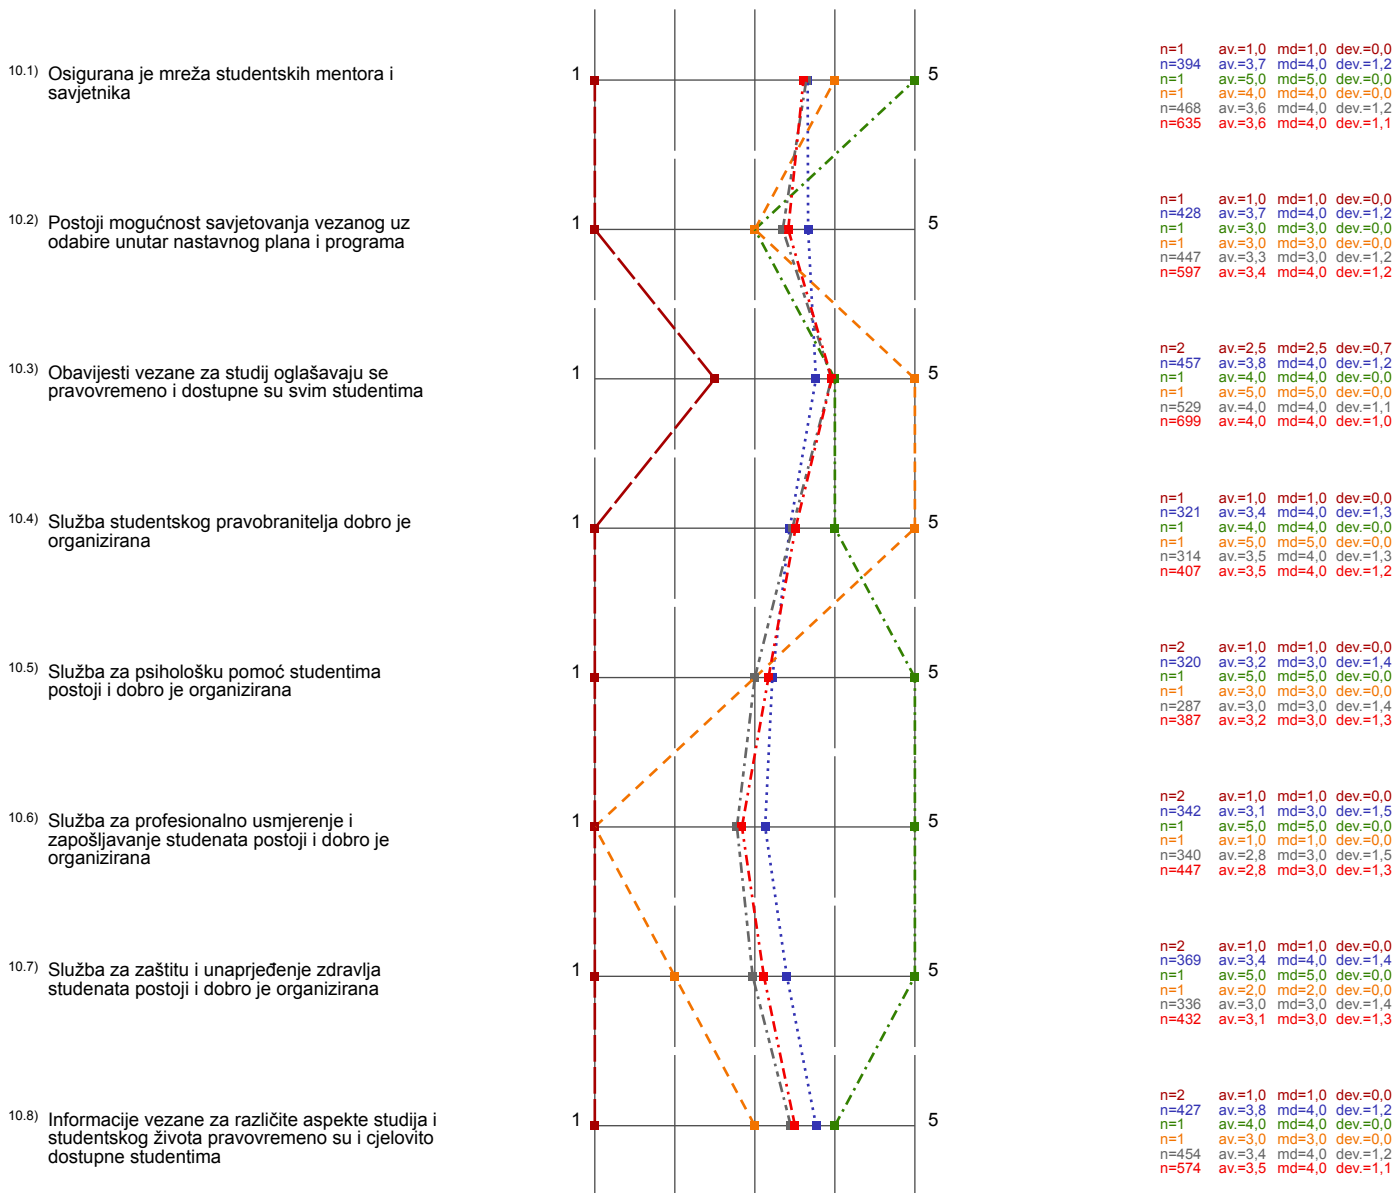 10.1) Osigurana je mreža studentskih mentora i
savjetnika
1
5
n=1 av.=1,0 md=1,0 dev.=0,0
n=394 av.=3,7 md=4,0 dev.=1,2
n=1 av.=5,0 md=5,0 dev.=0,0
n=1 av.=4,0 md=4,0 dev.=0,0
n=468 av.=3,6 md=4,0 dev.=1,2
n=635 av.=3,6 md=4,0 dev.=1,1
10.2) Postoji mogućnost savjetovanja vezanog uz
odabire unutar nastavnog plana i programa
1
5
n=1 av.=1,0 md=1,0 dev.=0,0
n=428 av.=3,7 md=4,0 dev.=1,2
n=1 av.=3,0 md=3,0 dev.=0,0
n=1 av.=3,0 md=3,0 dev.=0,0
n=447 av.=3,3 md=3,0 dev.=1,2
n=597 av.=3,4 md=4,0 dev.=1,2
10.3) Obavijesti vezane za studij oglašavaju se
pravovremeno i dostupne su svim studentima
1
5
n=2 av.=2,5 md=2,5 dev.=0,7
n=457 av.=3,8 md=4,0 dev.=1,2
n=1 av.=4,0 md=4,0 dev.=0,0
n=1 av.=5,0 md=5,0 dev.=0,0
n=529 av.=4,0 md=4,0 dev.=1,1
n=699 av.=4,0 md=4,0 dev.=1,0
10.4) Služba studentskog pravobranitelja dobro je
organizirana
1
5
n=1 av.=1,0 md=1,0 dev.=0,0
n=321 av.=3,4 md=4,0 dev.=1,3
n=1 av.=4,0 md=4,0 dev.=0,0
n=1 av.=5,0 md=5,0 dev.=0,0
n=314 av.=3,5 md=4,0 dev.=1,3
n=407 av.=3,5 md=4,0 dev.=1,2
10.5) Služba za psihološku pomoć studentima
postoji i dobro je organizirana
1
5
n=2 av.=1,0 md=1,0 dev.=0,0
n=320 av.=3,2 md=3,0 dev.=1,4
n=1 av.=5,0 md=5,0 dev.=0,0
n=1 av.=3,0 md=3,0 dev.=0,0
n=287 av.=3,0 md=3,0 dev.=1,4
n=387 av.=3,2 md=3,0 dev.=1,3
10.6) Služba za profesionalno usmjerenje i
zapošljavanje studenata postoji i dobro je
organizirana
1
5
n=2 av.=1,0 md=1,0 dev.=0,0
n=342 av.=3,1 md=3,0 dev.=1,5
n=1 av.=5,0 md=5,0 dev.=0,0
n=1 av.=1,0 md=1,0 dev.=0,0
n=340 av.=2,8 md=3,0 dev.=1,5
n=447 av.=2,8 md=3,0 dev.=1,3
10.7) Služba za zaštitu i unaprjeđenje zdravlja
studenata postoji i dobro je organizirana
1
5
n=2 av.=1,0 md=1,0 dev.=0,0
n=369 av.=3,4 md=4,0 dev.=1,4
n=1 av.=5,0 md=5,0 dev.=0,0
n=1 av.=2,0 md=2,0 dev.=0,0
n=336 av.=3,0 md=3,0 dev.=1,4
n=432 av.=3,1 md=3,0 dev.=1,3
10.8) Informacije vezane za različite aspekte studija i
studentskog života pravovremeno su i cjelovito
dostupne studentima
1
5
n=2 av.=1,0 md=1,0 dev.=0,0
n=427 av.=3,8 md=4,0 dev.=1,2
n=1 av.=4,0 md=4,0 dev.=0,0
n=1 av.=3,0 md=3,0 dev.=0,0
n=454 av.=3,4 md=4,0 dev.=1,2
n=574 av.=3,5 md=4,0 dev.=1,1